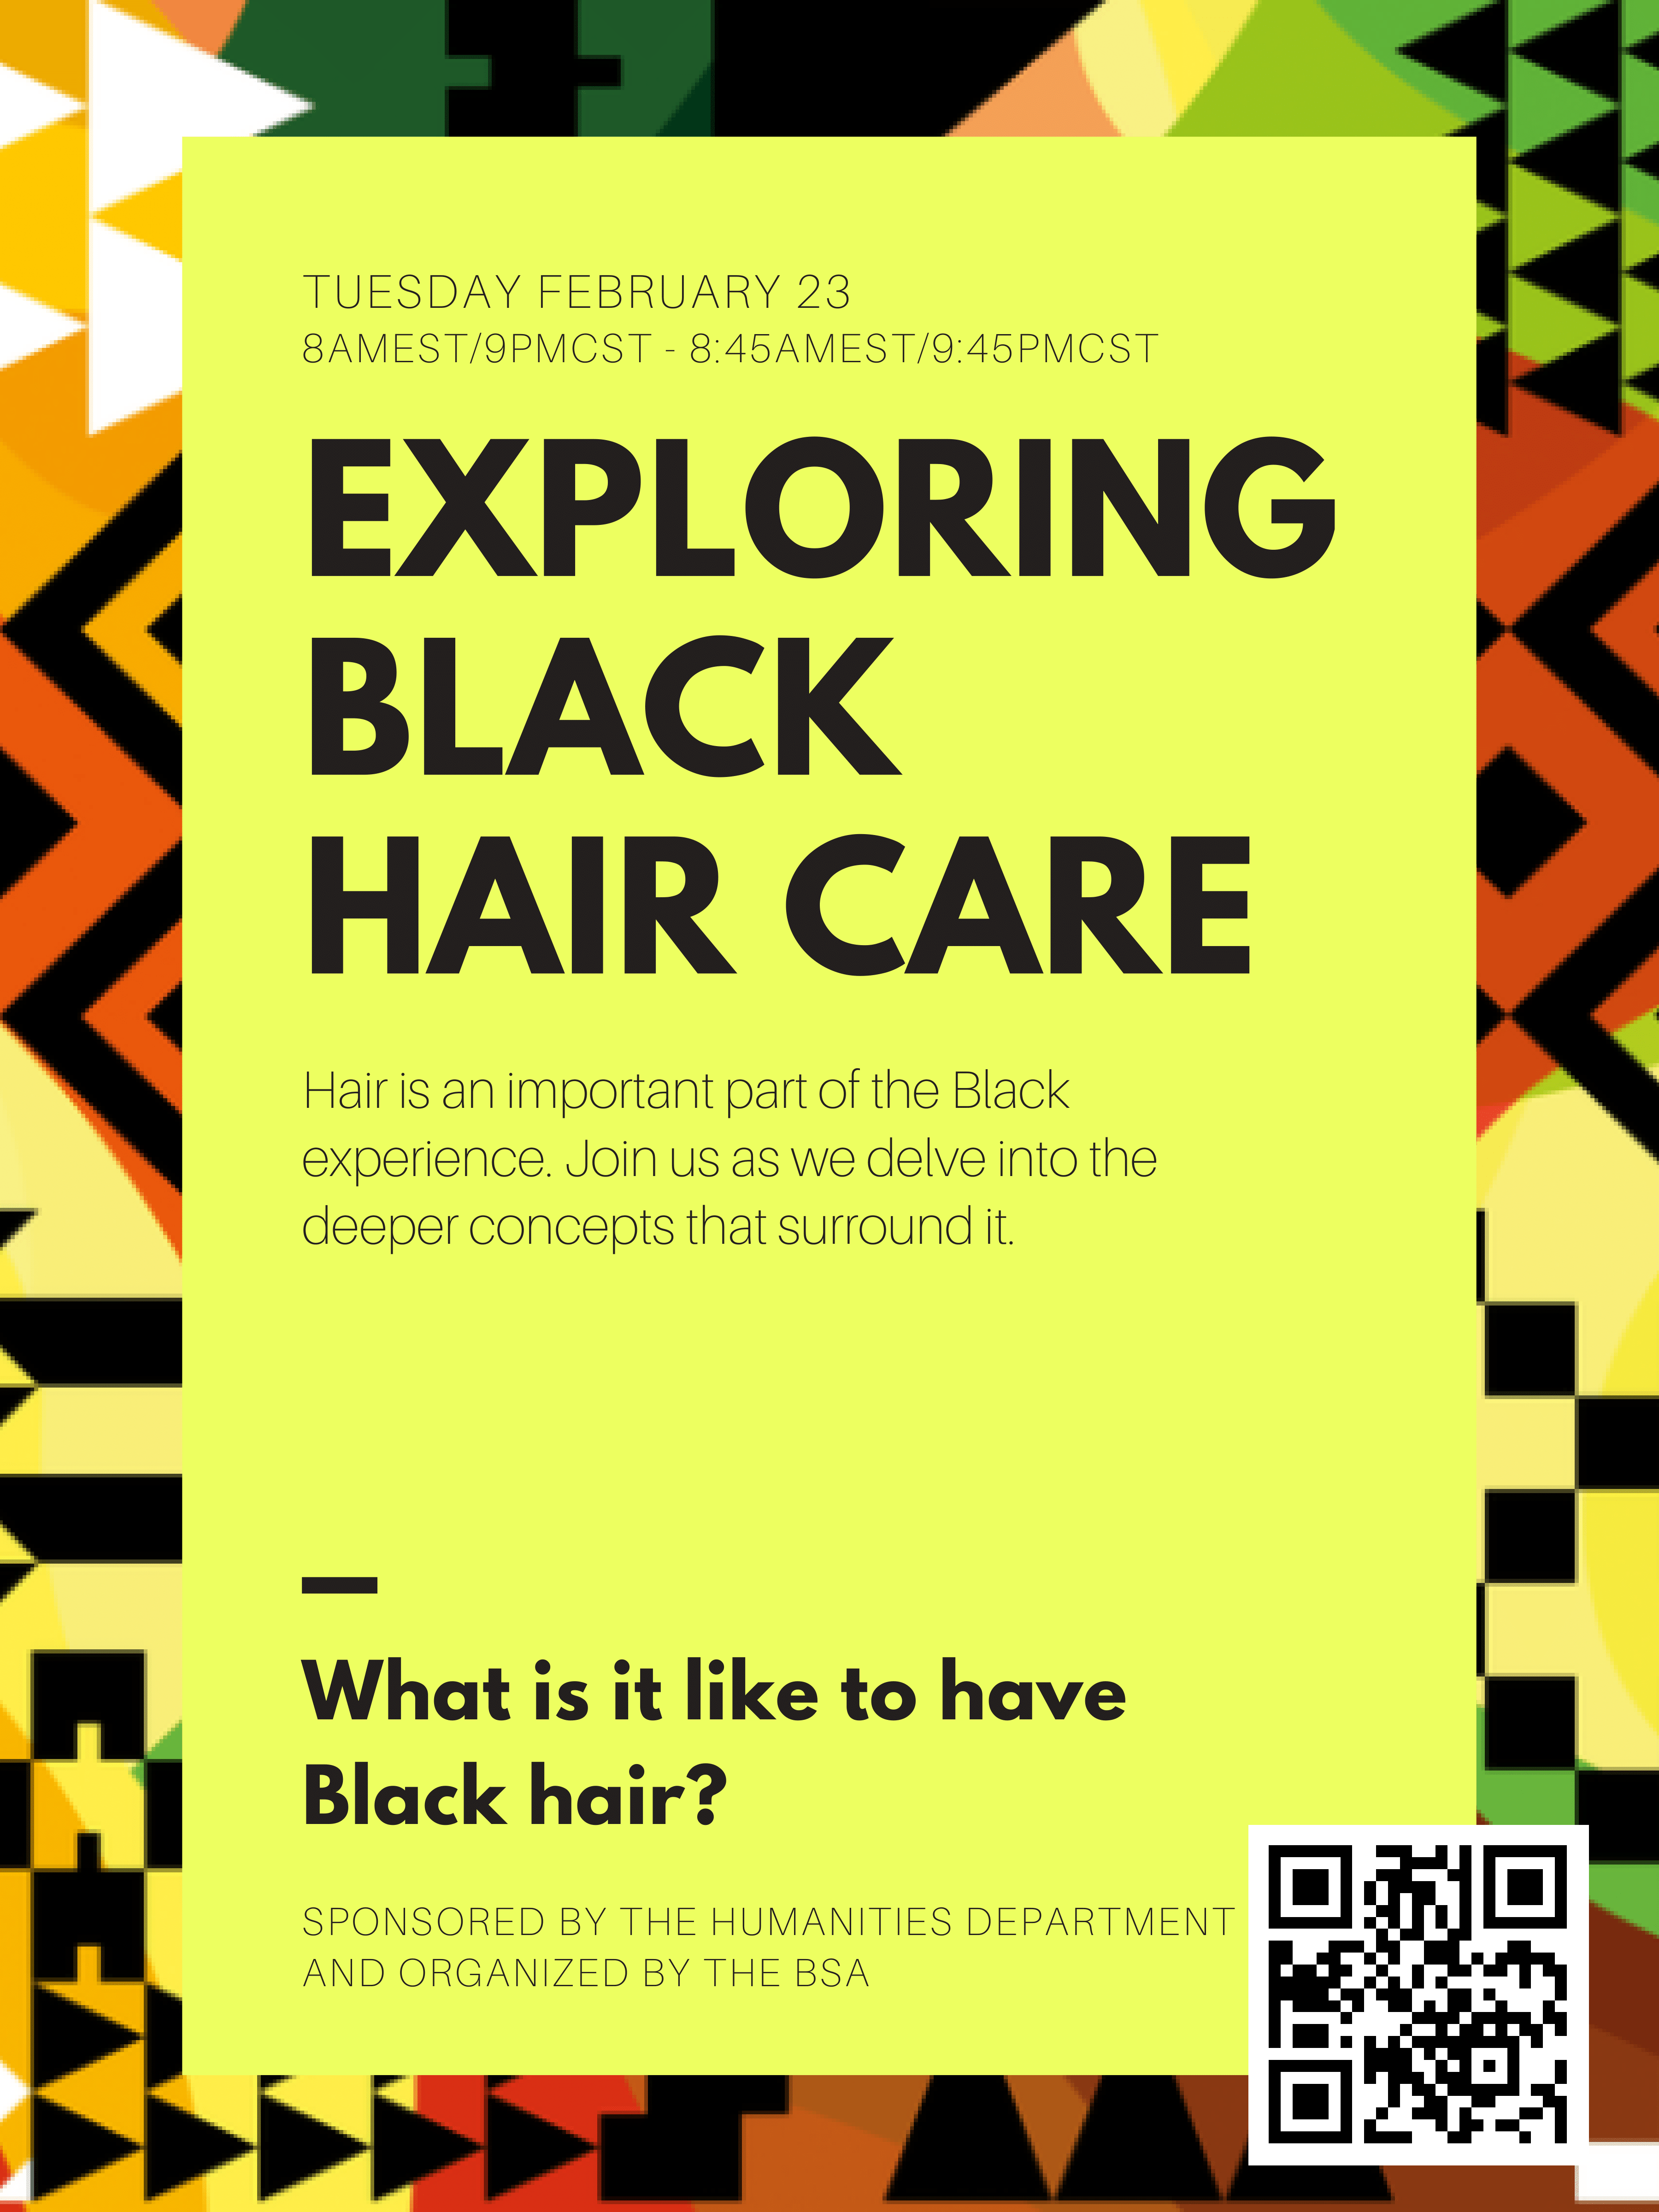 TUESDAY FEBRUARY 23
8AMEST/9PMCST - 8:45AMEST/9:45PMCST
EXPLORING
BLACK
HAIR CARE
Hair is an important part of the Black
experience. Join us as we delve into the
deeper concepts that surround it.
What is it like to have
Black hair?
SPONSORED BY THE HUMANITIES DEPARTMENT
AND ORGANIZED BY THE BSA